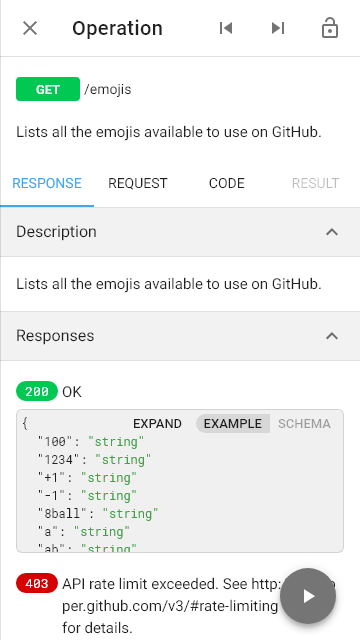 Operation
GET /emojis
Lists all the emojis available to use on GitHub.
RESPONSE REQUEST CODE RESULT
Description
Lists all the emojis available to use on GitHub.
Responses
200 OK
{ EXPAND EXAMPLE SCHEMA
"100": "string"
"1234": "string"
"+1": "string"
"-1": "string"
"8ball": "string"
"a": "string"
"ab": "string"
403 API rate limit exceeded. See http:
per.github.com/v3/#rate-limiting
for details.